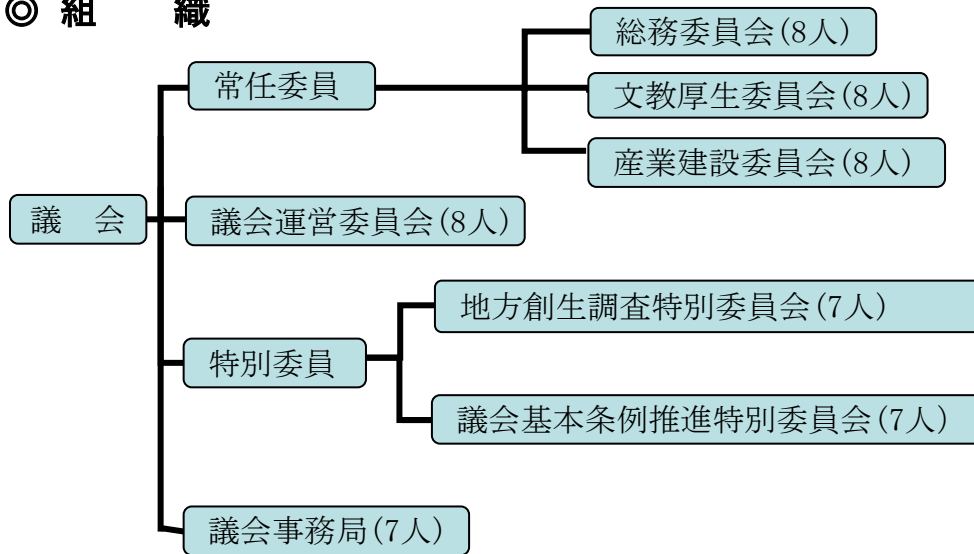 ◎ 組　　織
総務委員会(8人)
常任委員
文教厚生委員会(8人)
産業建設委員会(8人)
議　会
議会運営委員会(8人)
地方創生調査特別委員会(7人)
特別委員
議会基本条例推進特別委員会(7人)
議会事務局(7人)